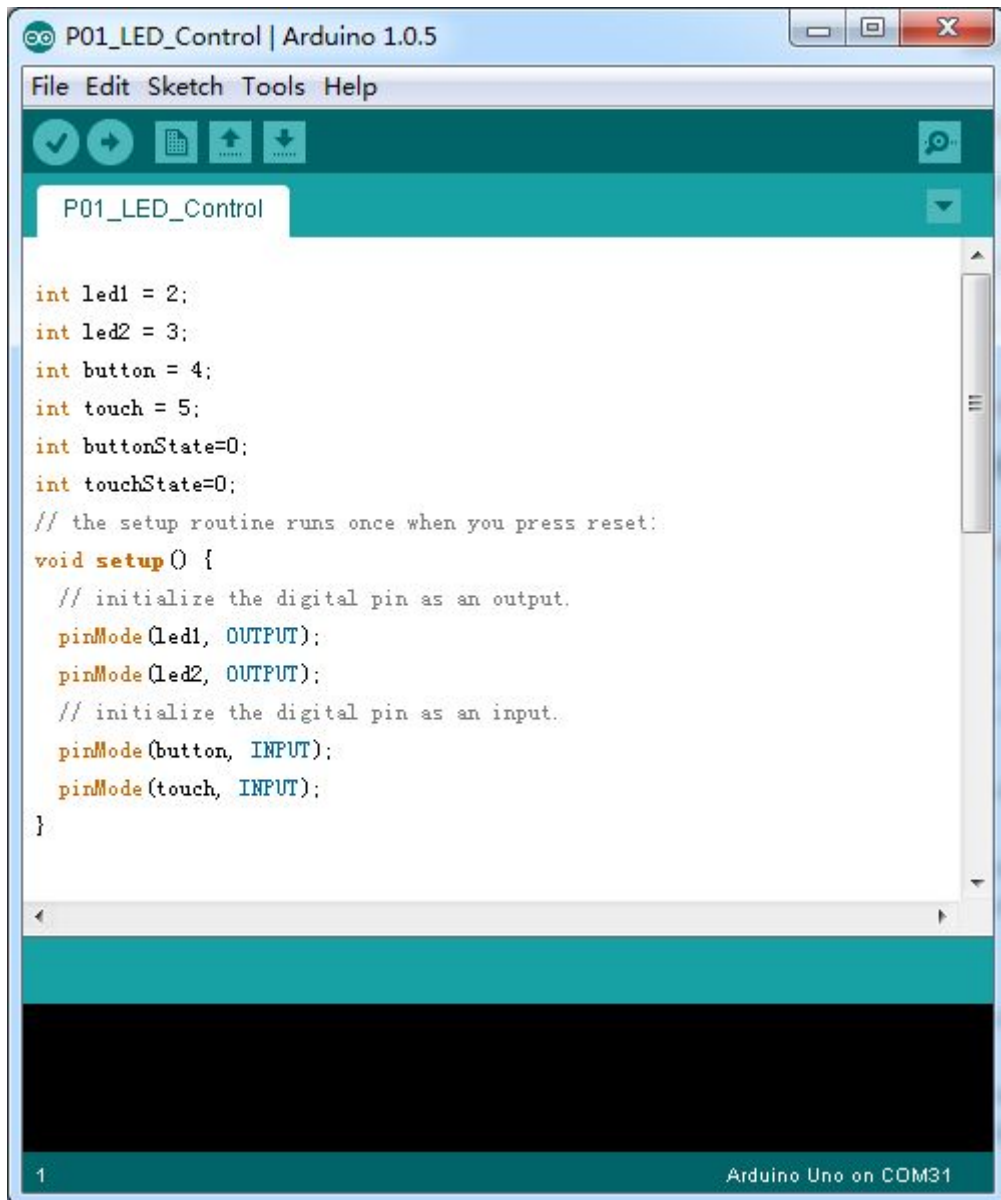 P01_LED_Control | Arduino 1.0.5
File Edit Sketch Tools Help
P01_LED_Control
int led1 = 2;
int led2 = 3;
int button = 4;
int touch = 5;
int buttonState=0;
int touchState=0;
// the setup routine runs once when you press reset:
void setup() {
  // initialize the digital pin as an output.
  pinMode(led1, OUTPUT);
  pinMode(led2, OUTPUT);
  // initialize the digital pin as an input.
  pinMode(button, INPUT);
  pinMode(touch, INPUT);
}
1 Arduino Uno on COM31